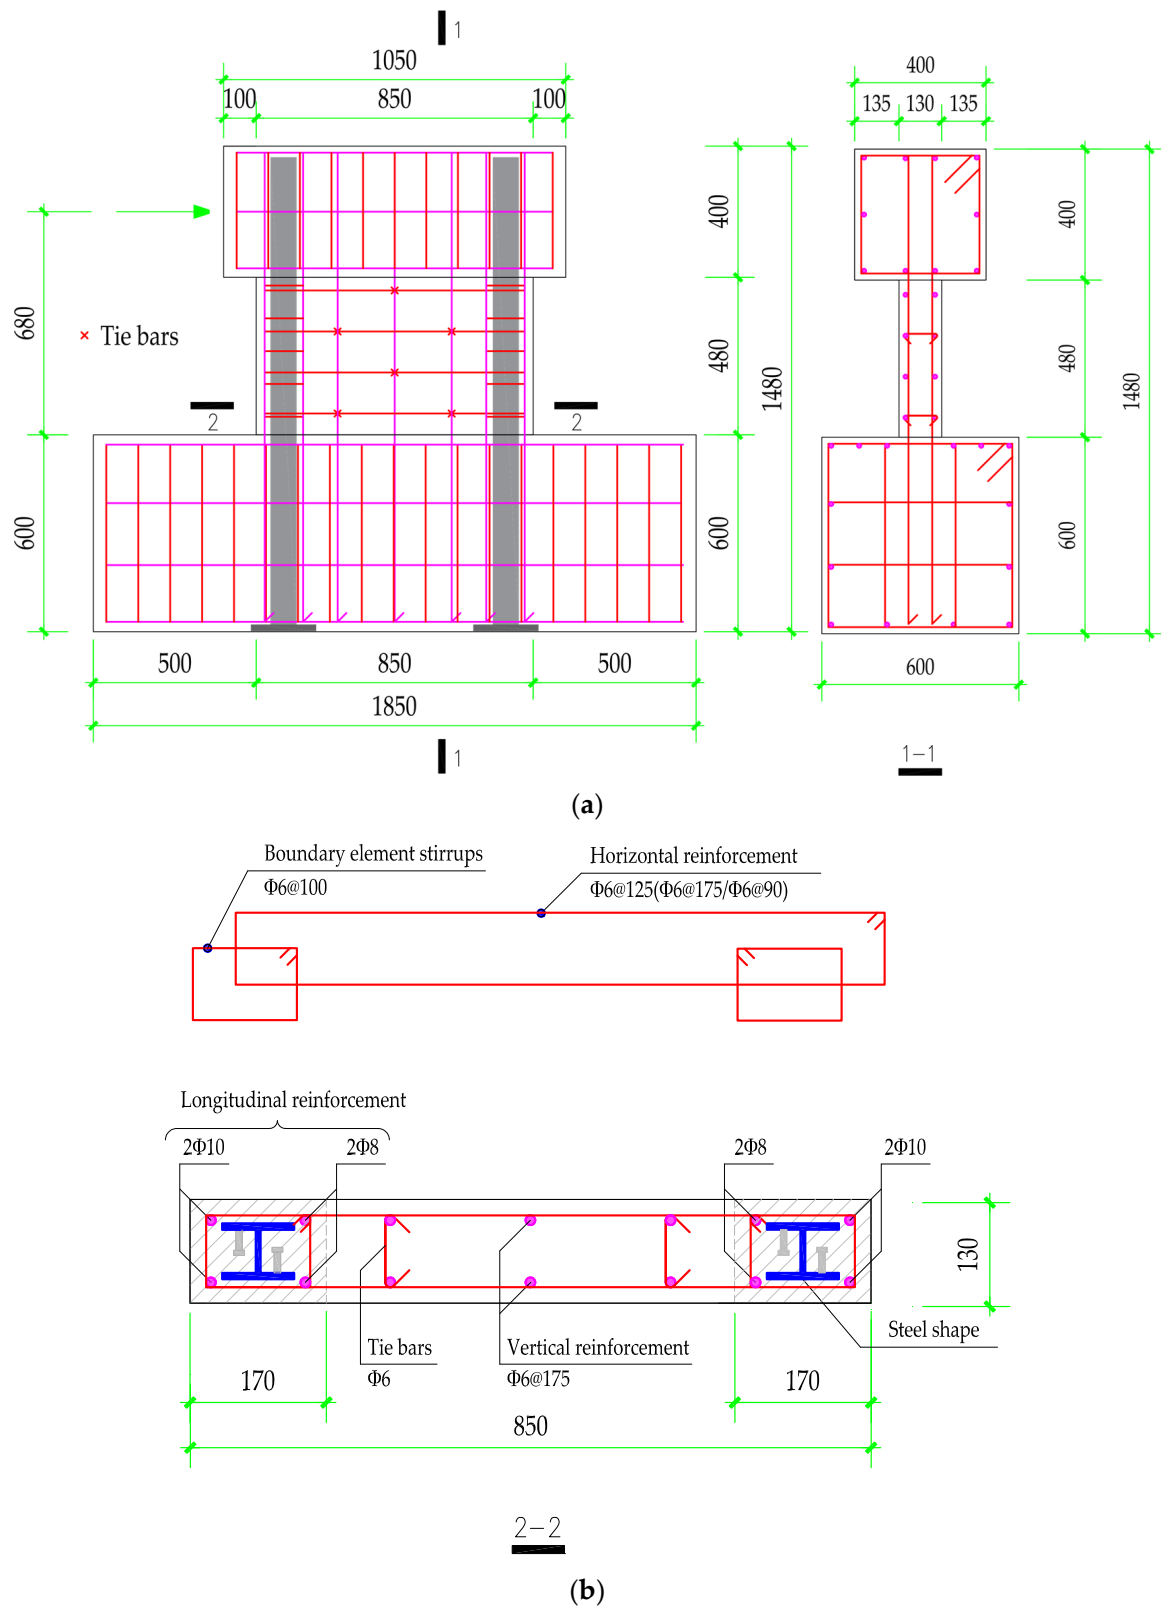 1
1050
100 850 100
400
135 130 135
400
480
1480
600
400
480
1480
600
680
600
× Tie bars
2
2
500 850 500
1850
600
1
1-1
(a)
Boundary element stirrups
Φ6@100
Horizontal reinforcement
Φ6@125(Φ6@175/Φ6@90)
Longitudinal reinforcement
2Φ10 2Φ8 2Φ8 2Φ10
130
Steel shape
Tie bars
Φ6
Vertical reinforcement
Φ6@175
170 170
850
2-2
(b)